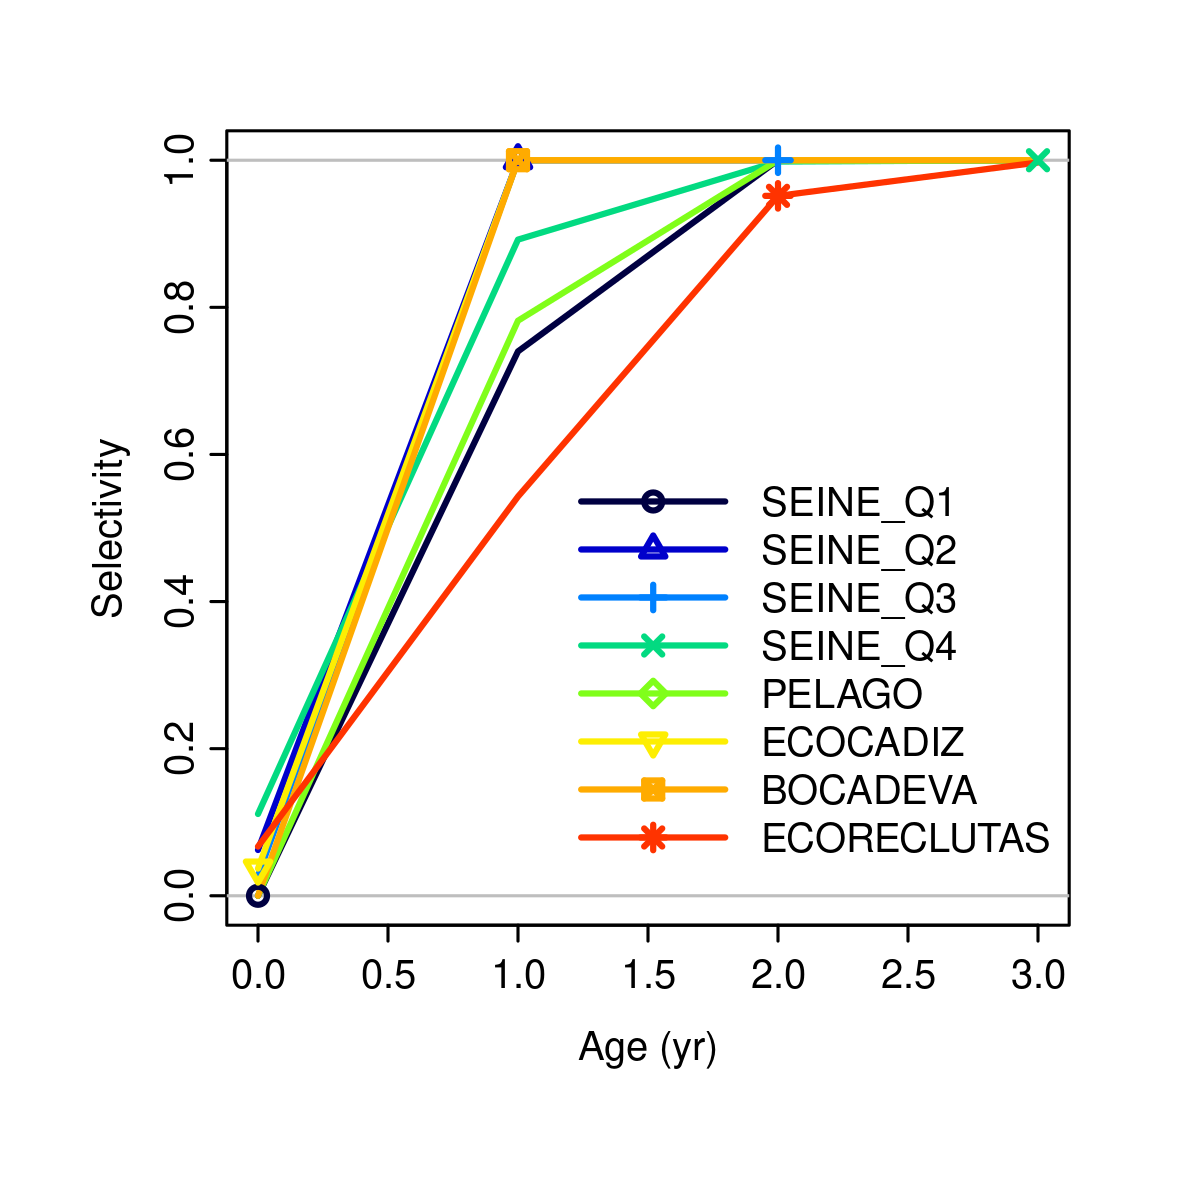 1.0
0.8
0.6
0.4
0.2
0.0
Selectivity
SEINE_Q1
SEINE_Q2
SEINE_Q3
SEINE_Q4
PELAGO
ECOCADIZ
BOCADEVA
ECORECLUTAS
0.0 0.5 1.0 1.5 2.0 2.5 3.0
Age (yr)